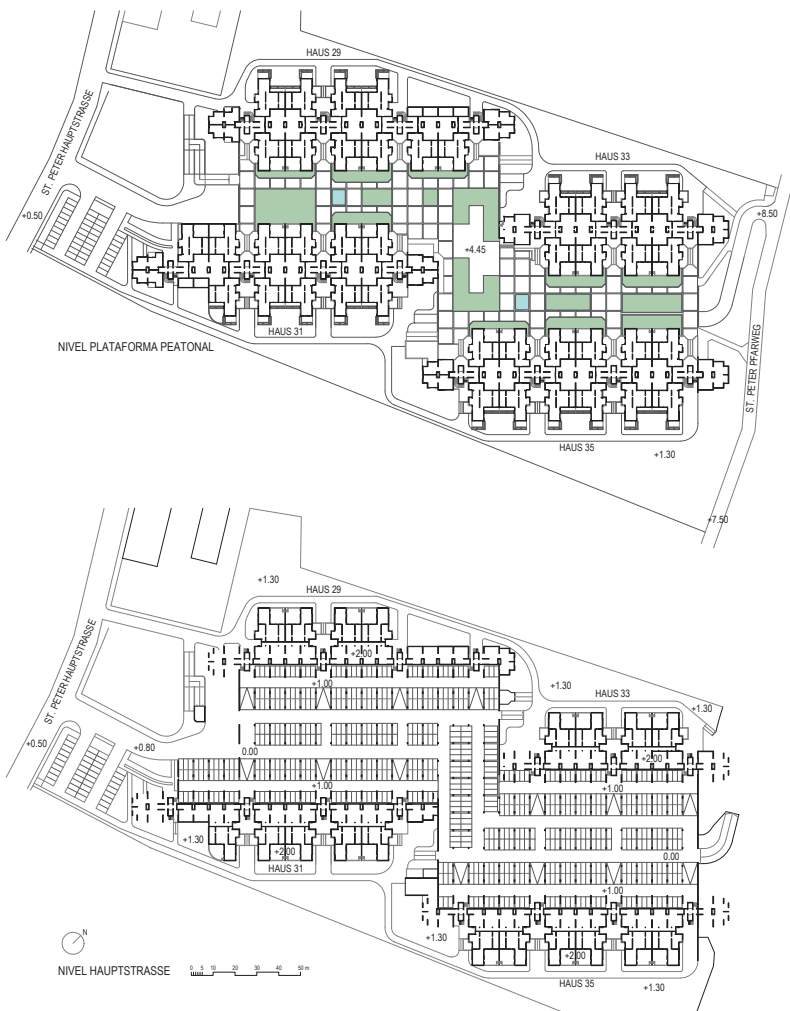 HAUS 29
ST. PETER HAUPTSTRASSE
HAUS 33
+0.50
+8.50
+4.45
HAUS 31
NIVEL PLATAFORMA PEATONAL
ST. PETER PFARWEG
HAUS 35
+1.30
+7.50
+1.30
HAUS 29
ST. PETER HAUPTSTRASSE
+2.00
+1.00
+1.30
HAUS 33
+1.30
+0.50
+0.80
0.00
+2.00
+1.00
+1.00
+1.30
+2.00
0.00
HAUS 31
+1.00
+1.30
N
+2.00
NIVEL HAUPTSTRASSE
0 5 10 20 30 40 50 m
HAUS 35
+1.30